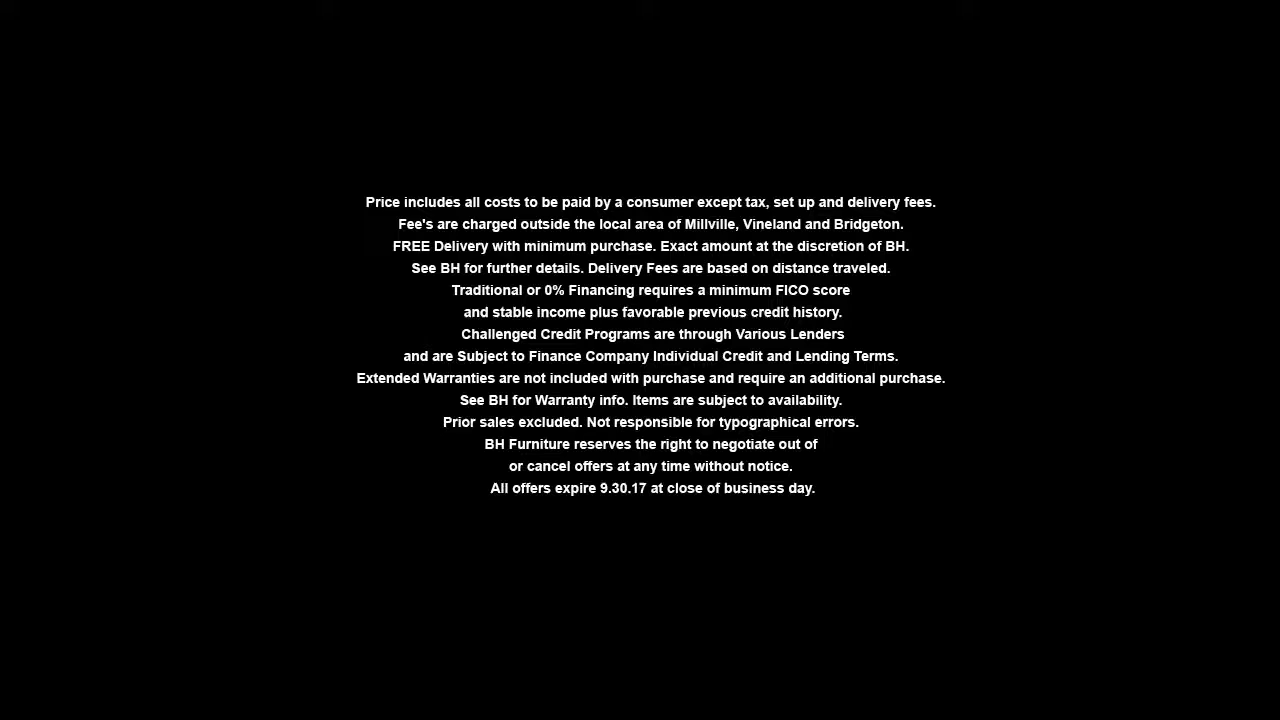 Price includes all costs to be paid by a consumer except tax, set up and delivery fees.
Fee's are charged outside the local area of Millville, Vineland and Bridgeton.
FREE Delivery with minimum purchase. Exact amount at the discretion of BH.
See BH for further details. Delivery Fees are based on distance traveled.
Traditional or 0% Financing requires a minimum FICO score
and stable income plus favorable previous credit history.
Challenged Credit Programs are through Various Lenders
and are Subject to Finance Company Individual Credit and Lending Terms.
Extended Warranties are not included with purchase and require an additional purchase.
See BH for Warranty info. Items are subject to availability.
Prior sales excluded. Not responsible for typographical errors.
BH Furniture reserves the right to negotiate out of
or cancel offers at any time without notice.
All offers expire 9.30.17 at close of business day.